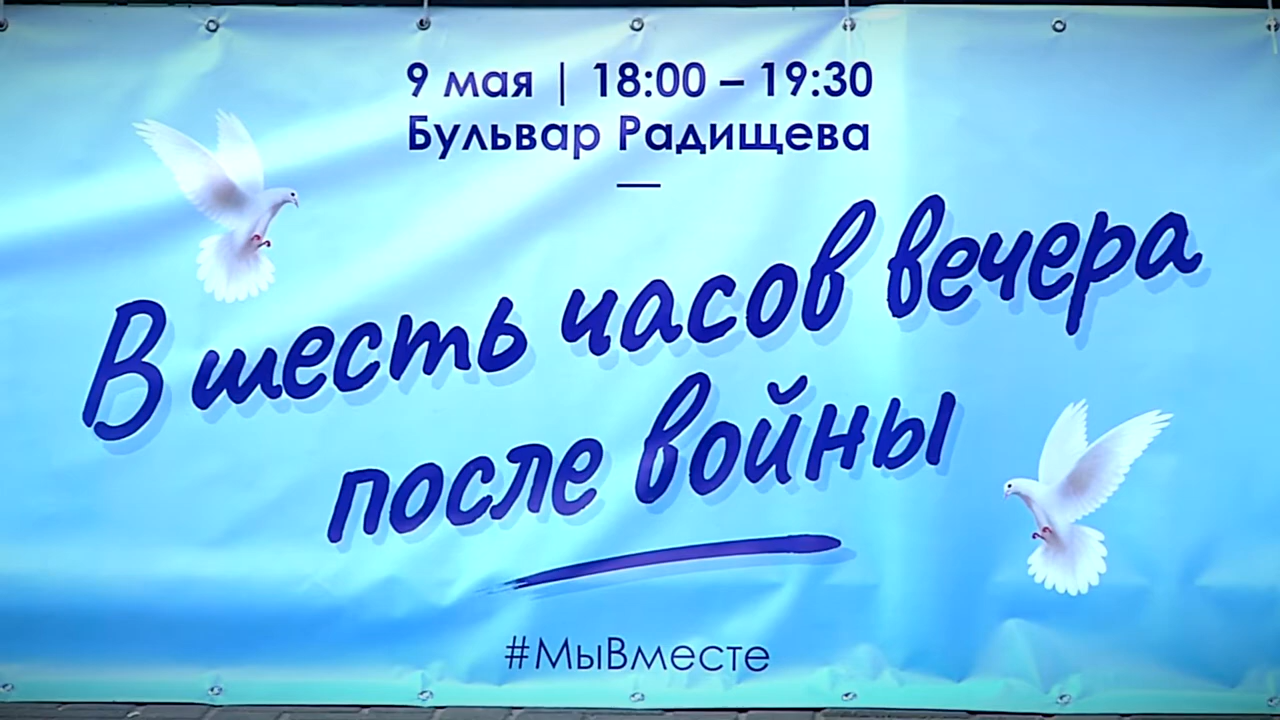 9 мая | 18:00 – 19:30
Бульвар Радищева
—
В шесть часов вечера
после войны
#МыВместе